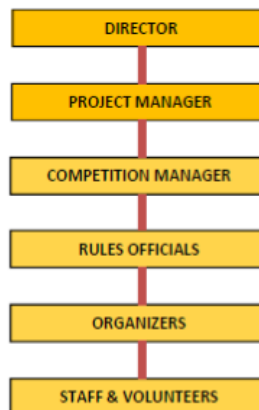 DIRECTOR
PROJECT MANAGER
COMPETITION MANAGER
RULES OFFICIALS
ORGANIZERS
STAFF & VOLUNTEERS